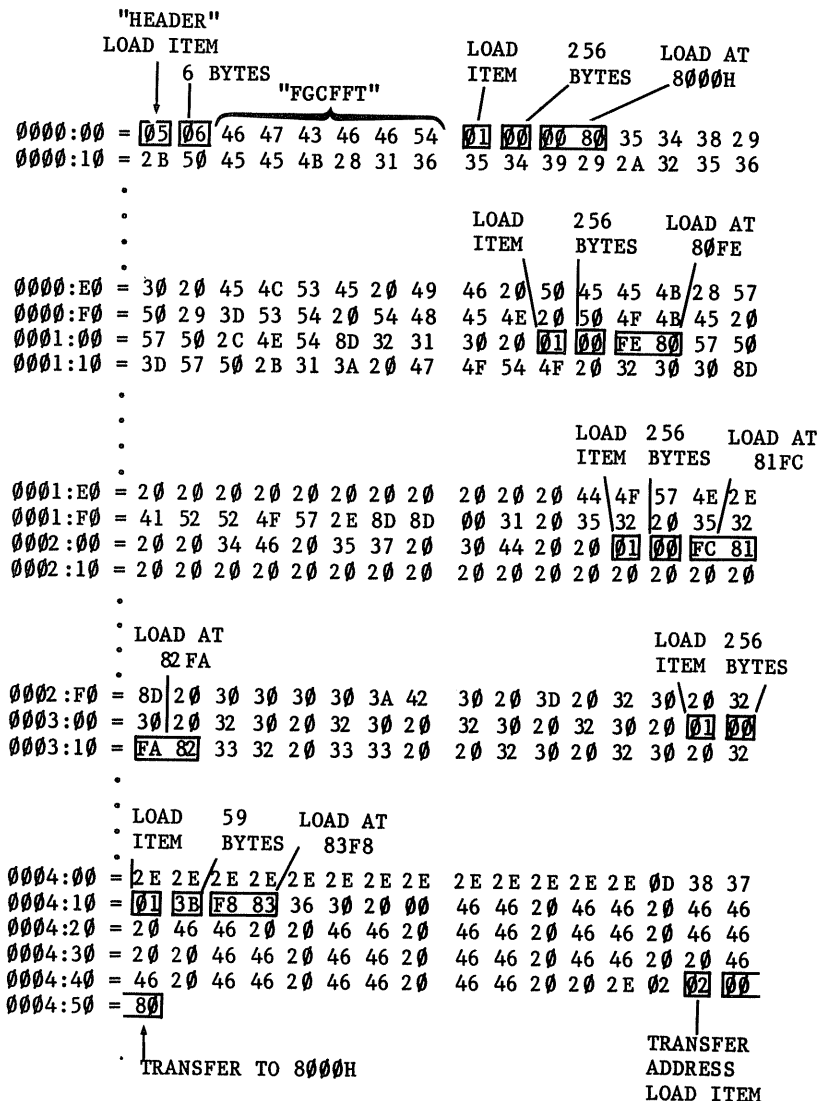 "HEADER"
LOAD ITEM
6 BYTES
"FGCFFT"
LOAD ITEM
256 BYTES
LOAD AT 8000H
0000:00 = 05 06 46 47 43 46 46 54 01 00 00 80 35 34 38 29
0000:10 = 2B 50 45 45 4B 28 31 36 35 34 39 29 2A 32 35 36
LOAD ITEM
256 BYTES
LOAD AT 80FE
0000:E0 = 30 20 45 4C 53 45 20 49 46 20 50 45 45 4B 28 57
0000:F0 = 50 29 3D 53 54 20 54 48 45 4E 20 50 4F 4B 45 20
0001:00 = 57 50 2C 4E 54 8D 32 31 30 20 01 00 FE 80 57 50
0001:10 = 3D 57 50 2B 31 3A 20 47 4F 54 4F 20 32 30 30 8D
LOAD ITEM
256 BYTES
LOAD AT 81FC
0001:E0 = 20 20 20 20 20 20 20 20 20 20 20 44 4F 57 4E 2E
0001:F0 = 41 52 52 4F 57 2E 8D 8D 00 31 20 35 32 20 35 32
0002:00 = 20 20 34 46 20 35 37 20 30 44 20 20 01 00 FC 81
0002:10 = 20 20 20 20 20 20 20 20 20 20 20 20 20 20 20 20
LOAD AT 82FA
LOAD ITEM
256 BYTES
0002:F0 = 8D 20 30 30 30 30 3A 42 30 20 3D 20 32 30 20 32
0003:00 = 30 20 32 30 20 32 30 20 32 30 20 32 30 20 01 00
0003:10 = FA 82 33 32 20 33 33 20 20 32 30 20 32 30 20 32
LOAD ITEM
59 BYTES
LOAD AT 83F8
0004:00 = 2E 2E 2E 2E 2E 2E 2E 2E 2E 2E 2E 2E 2E 0D 38 37
0004:10 = 01 3B F8 83 36 30 20 00 46 46 20 46 46 20 46 46
0004:20 = 20 46 46 20 20 46 46 20 46 46 20 46 46 20 46 46
0004:30 = 20 20 46 46 20 46 46 20 46 46 20 46 46 20 20 46
0004:40 = 46 20 46 46 20 46 46 20 46 46 20 20 2E 02 02 00
0004:50 = 80
TRANSFER TO 8000H
TRANSFER ADDRESS LOAD ITEM